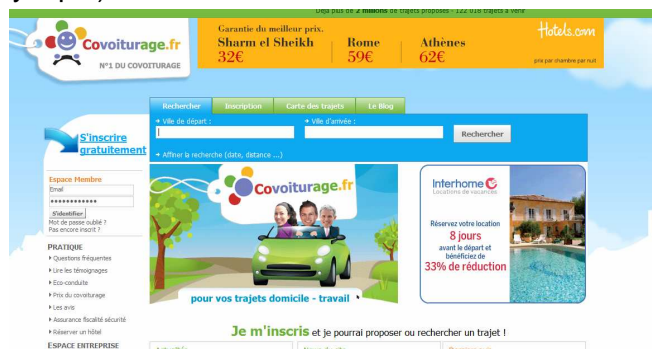 Déjà plus de 2 millions de trajets proposés - 122 016 trajets à venir
Covoiturage.fr
N°1 DU COVOITURAGE
Garantie du meilleur prix.
Sharm el Sheikh
32€
Rome
59€
Athènes
62€
Hotels.com
prix par chambre par nuit
Rechercher
Inscription
Carte des trajets
Le Blog
Ville de départ :
Ville d'arrivée :
Rechercher
Affiner la recherche (date, distance ...)
S'inscrire
gratuitement
Espace Membre
Email
S'identifier
Mot de passe oublié ?
Pas encore inscrit ?
PRATIQUE
Questions fréquentes
Lire les témoignages
Eco-conduite
Prix du covoiturage
Les avis
Assurance fiscalité sécurité
Réserver un hôtel
ESPACE ENTREPRISE
Covoiturage.fr
pour vos trajets domicile - travail
Interhome
Locations de vacances
Réservez votre location
8 jours
avant le départ et
bénéficiez de
33% de réduction
Je m'inscris et je pourrai proposer ou rechercher un trajet !